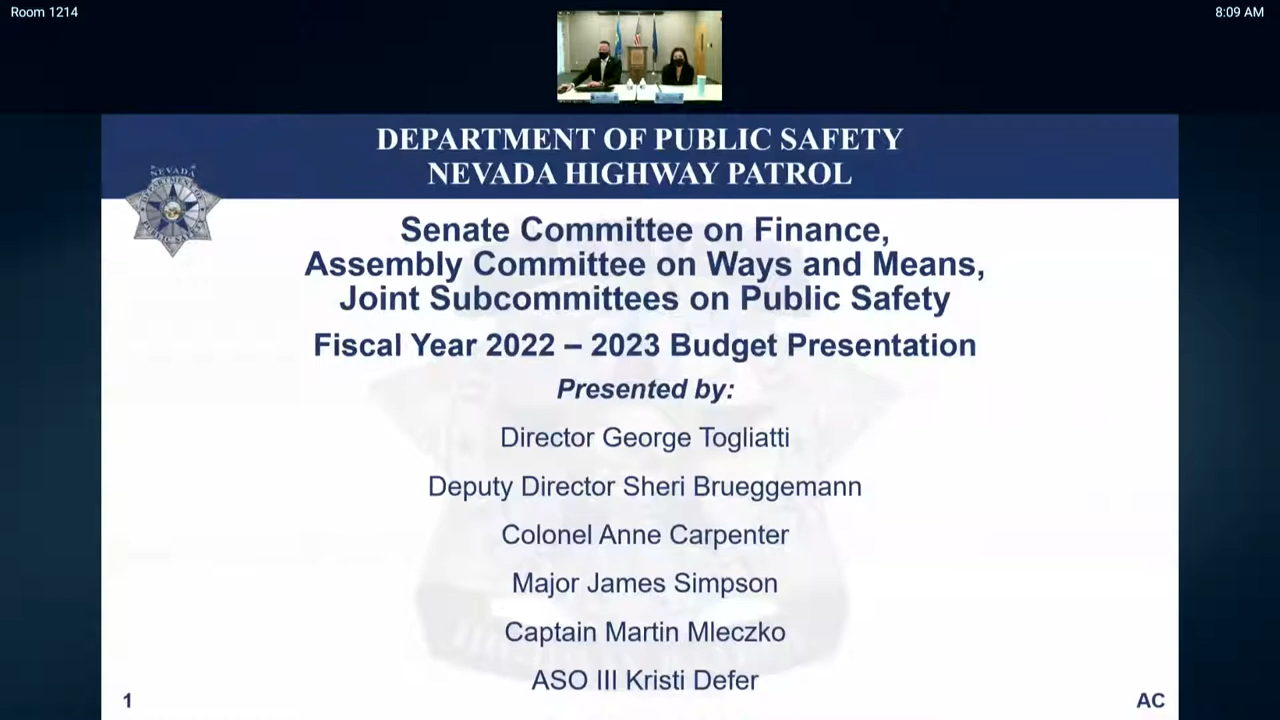 Room 1214
8:09 AM
DEPARTMENT OF PUBLIC SAFETY
NEVADA HIGHWAY PATROL
NEVADA
Senate Committee on Finance,
Assembly Committee on Ways and Means,
Joint Subcommittees on Public Safety
Fiscal Year 2022 – 2023 Budget Presentation
Presented by:
Director George Togliatti
Deputy Director Sheri Brueggemann
Colonel Anne Carpenter
Major James Simpson
Captain Martin Mleczko
ASO III Kristi Defer
1
AC